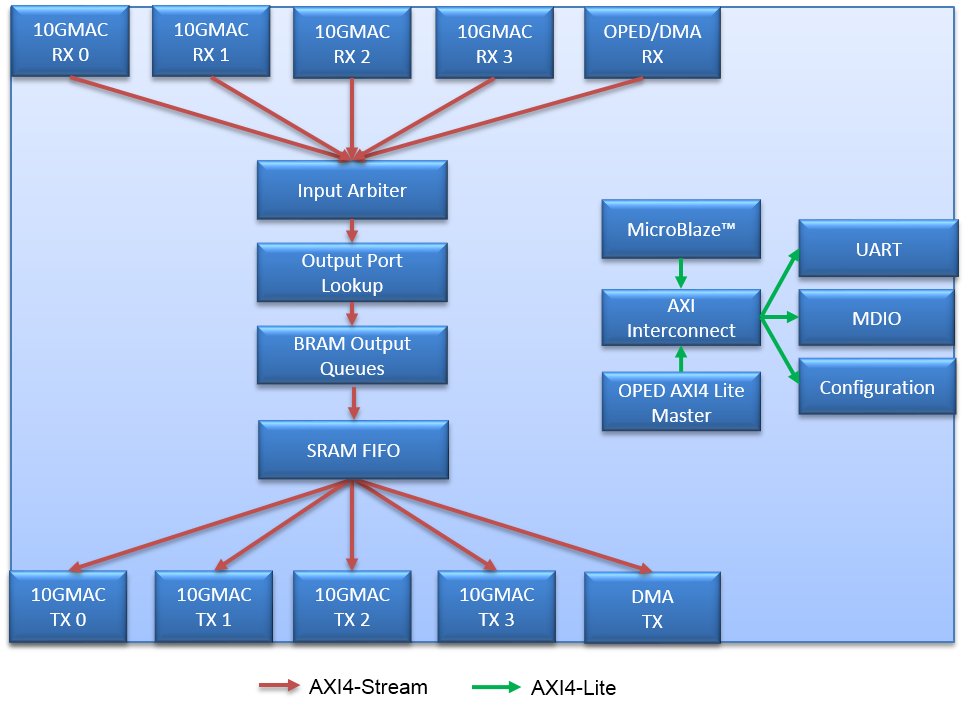 10GMAC
RX 0
10GMAC
RX 1
10GMAC
RX 2
10GMAC
RX 3
OPED/DMA
RX
Input Arbiter
Output Port
Lookup
BRAM Output
Queues
SRAM FIFO
MicroBlaze™
AXI
Interconnect
OPED AXI4 Lite
Master
UART
MDIO
Configuration
10GMAC
TX 0
10GMAC
TX 1
10GMAC
TX 2
10GMAC
TX 3
DMA
TX
AXI4-Stream
AXI4-Lite